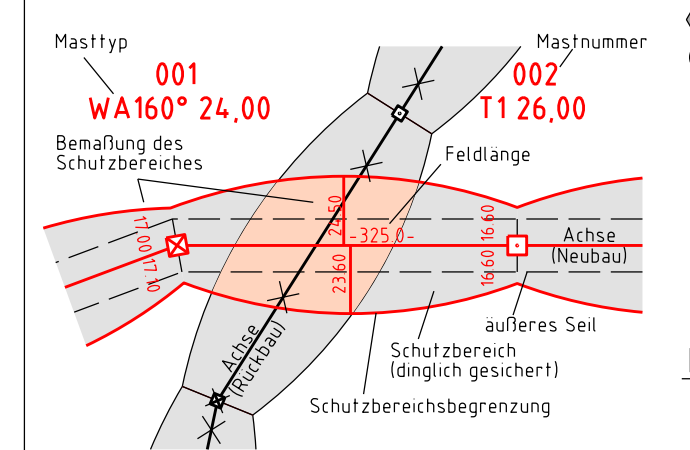 Masttyp
Mastnummer
001
WA160° 24,00
002
T1 26,00
Bemaßung des
Schutzbereiches
Feldlänge
17.00
17.10
24.50
-325.0-
23.60
16.60
16.60
Achse
(Neubau)
äußeres Seil
Achse
(Rückbau)
Schutzbereich
(dinglich gesichert)
Schutzbereichsbegrenzung